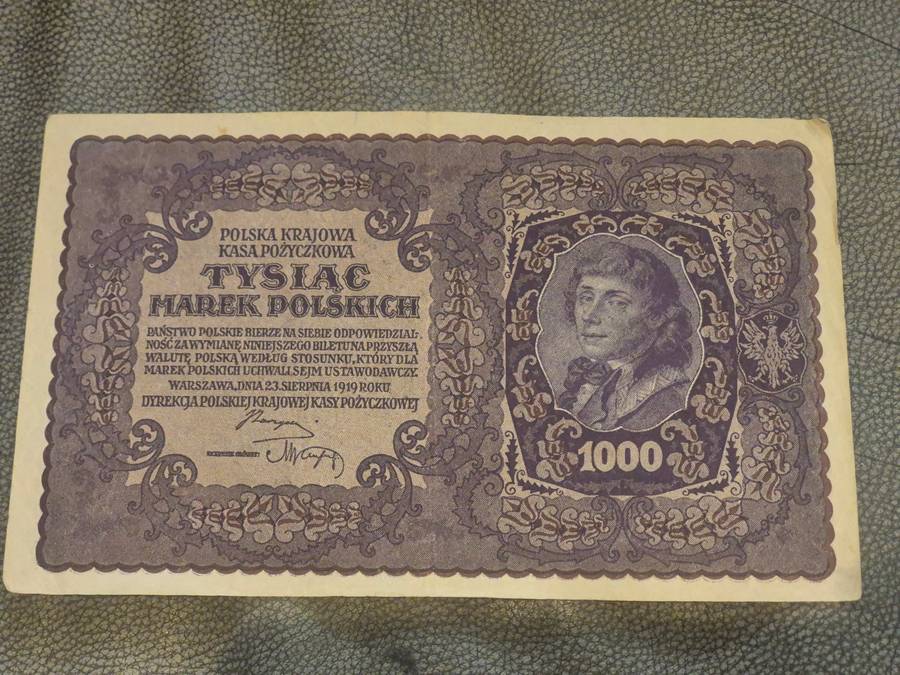 POLSKA KRAJOWA
KASA POŻYCZKOWA
TYSIĄC
MAREK POLSKICH
PAŃSTWO POLSKIE BIERZE NA SIEBIE ODPOWIEDZIAL-
NOŚĆ ZA WYMIANĘ NINIEJSZEGO BILETU NA PRZYSZŁĄ
WALUTĘ POLSKĄ WEDŁUG STOSUNKU, KTÓRY DLA
MAREK POLSKICH UCHWALI SEJM USTAWODAWCZY.
WARSZAWA, DNIA 23. SIERPNIA 1919 ROKU
DYREKCJA POLSKIEJ KRAJOWEJ KASY POŻYCZKOWEJ
1000